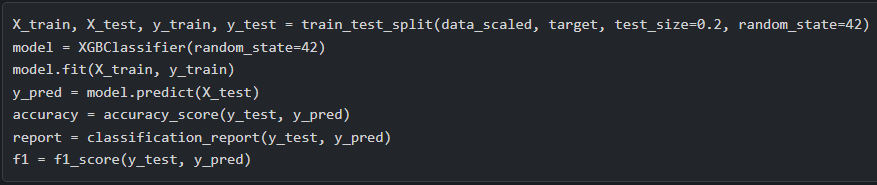 X_train, X_test, y_train, y_test = train_test_split(data_scaled, target, test_size=0.2, random_state=42)
model = XGBClassifier(random_state=42)
model.fit(X_train, y_train)
y_pred = model.predict(X_test)
accuracy = accuracy_score(y_test, y_pred)
report = classification_report(y_test, y_pred)
f1 = f1_score(y_test, y_pred)